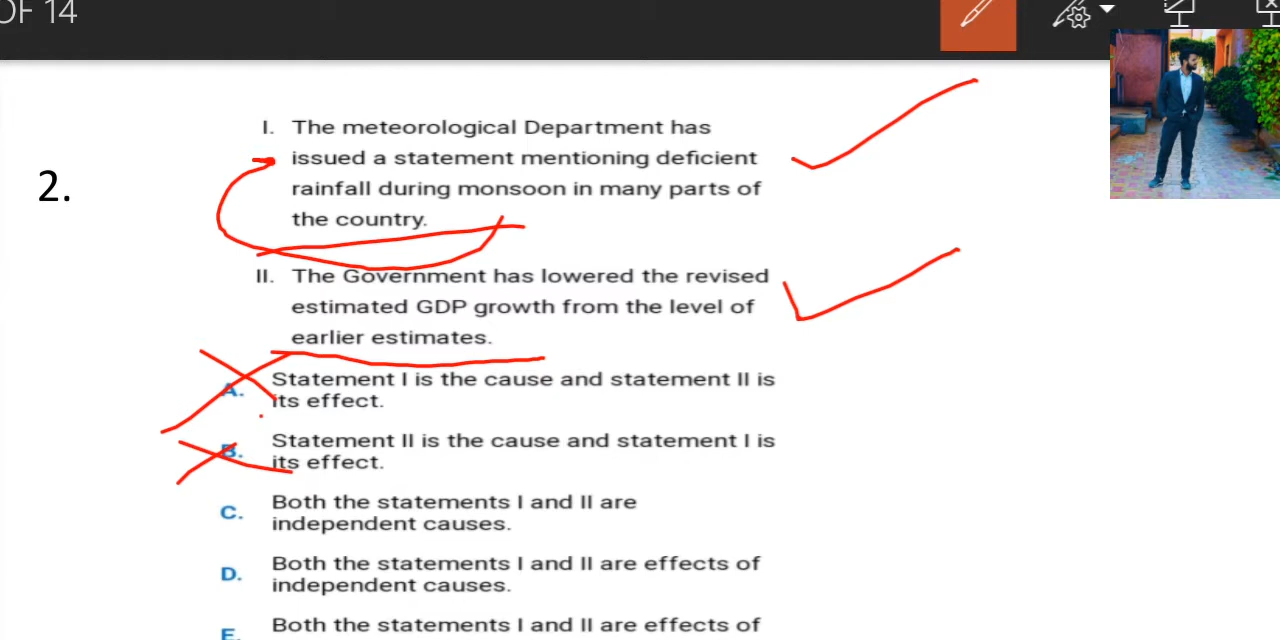 OF 14
2.
I. The meteorological Department has
issued a statement mentioning deficient
rainfall during monsoon in many parts of
the country.
II. The Government has lowered the revised
estimated GDP growth from the level of
earlier estimates.
A. Statement I is the cause and statement II is
its effect.
B. Statement II is the cause and statement I is
its effect.
C. Both the statements I and II are
independent causes.
D. Both the statements I and II are effects of
independent causes.
E. Both the statements I and II are effects of